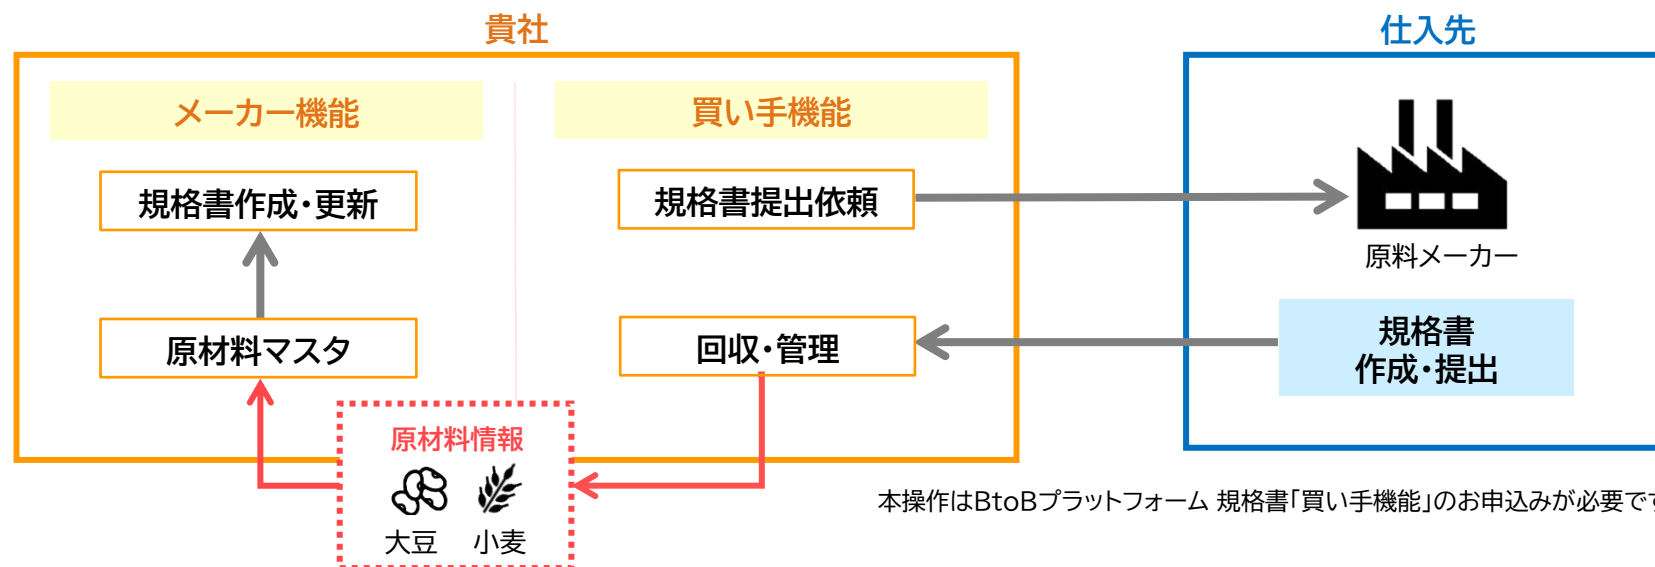 貴社
仕入先
メーカー機能
買い手機能
規格書作成・更新
規格書提出依頼
原料メーカー
原材料マスタ
回収・管理
規格書
作成・提出
原材料情報
大豆
小麦
本操作はBtoBプラットフォーム 規格書「買い手機能」のお申込みが必要です